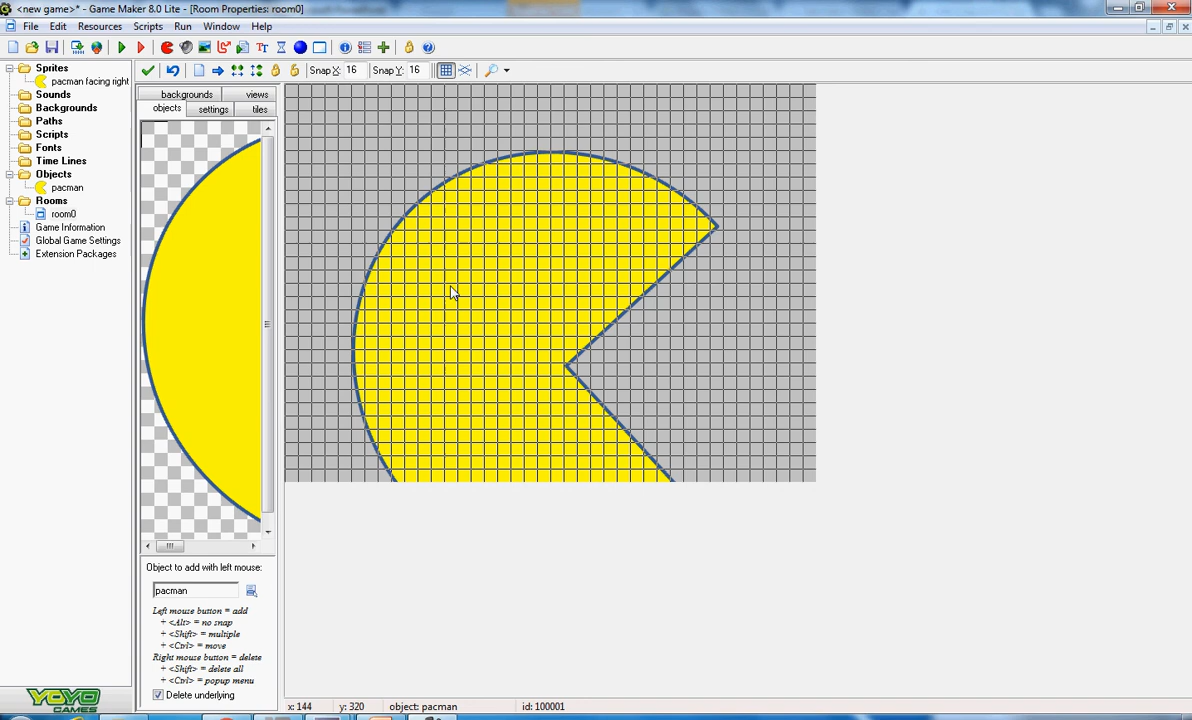 <new game>* - Game Maker 8.0 Lite - [Room Properties: room0]
File Edit Resources Scripts Run Window Help
Snap X: 16 Snap Y: 16
Sprites
pacman facing right
Sounds
Backgrounds
Paths
Scripts
Fonts
Time Lines
Objects
pacman
Rooms
room0
Game Information
Global Game Settings
Extension Packages
backgrounds views
objects settings tiles
Object to add with left mouse:
pacman
Left mouse button = add
+ <Alt> = no snap
+ <Shift> = multiple
+ <Ctrl> = move
Right mouse button = delete
+ <Shift> = delete all
+ <Ctrl> = popup menu
Delete underlying
YOYO
GAMES
x: 144 y: 320 object: pacman id: 100001